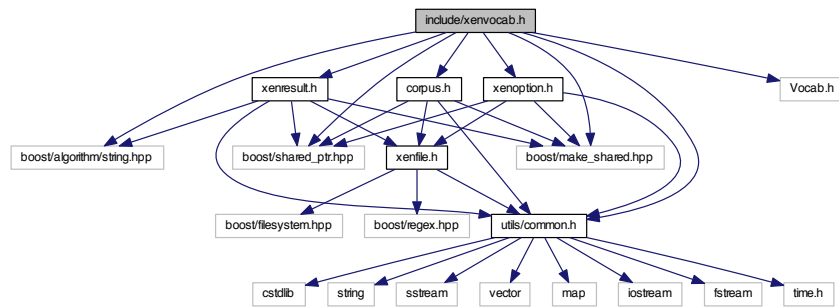 include/xenvocab.h
xenresult.h
corpus.h
xenoption.h
Vocab.h
boost/algorithm/string.hpp
boost/shared_ptr.hpp
xenfile.h
boost/make_shared.hpp
boost/filesystem.hpp
boost/regex.hpp
utils/common.h
cstdlib
string
sstream
vector
map
iostream
fstream
time.h